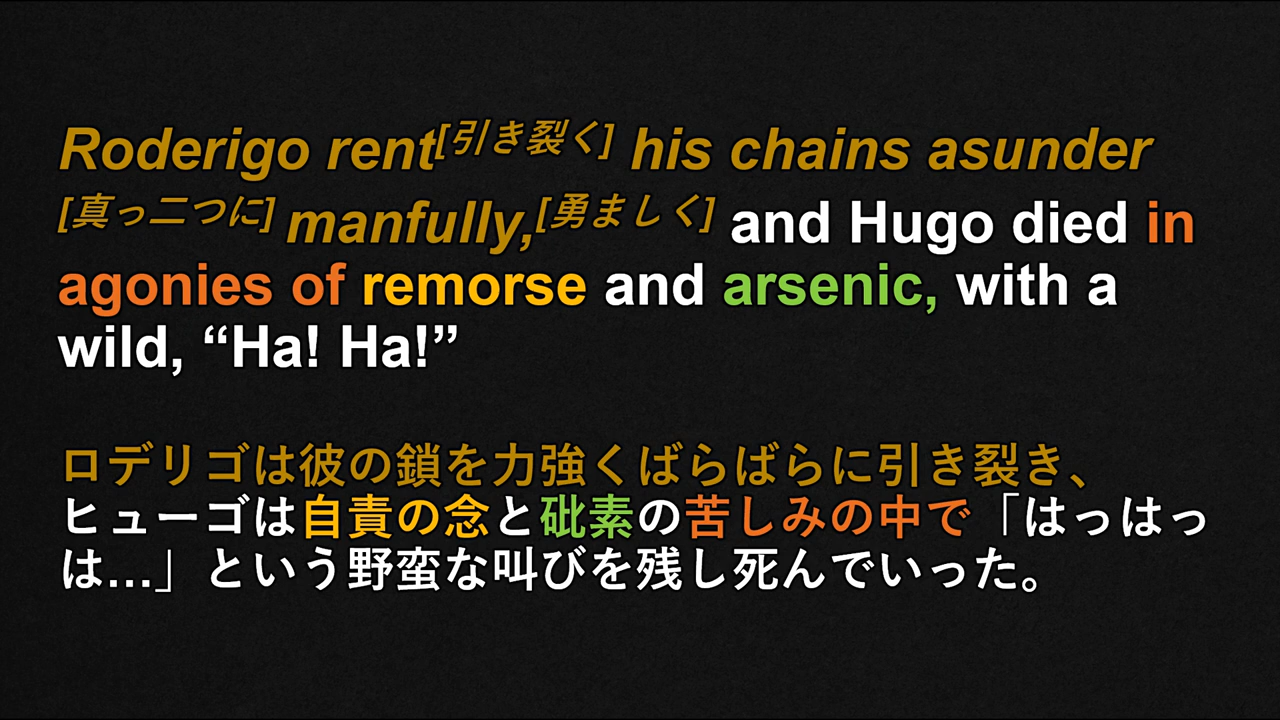 Roderigo rent[引き裂く] his chains asunder
[真っ二つに] manfully,[勇ましく] and Hugo died in
agonies of remorse and arsenic, with a
wild, “Ha! Ha!”
ロデリゴは彼の鎖を力強くばらばらに引き裂き、
ヒューゴは自責の念と砒素の苦しみの中で「はっはっ
は…」という野蛮な叫びを残し死んでいった。